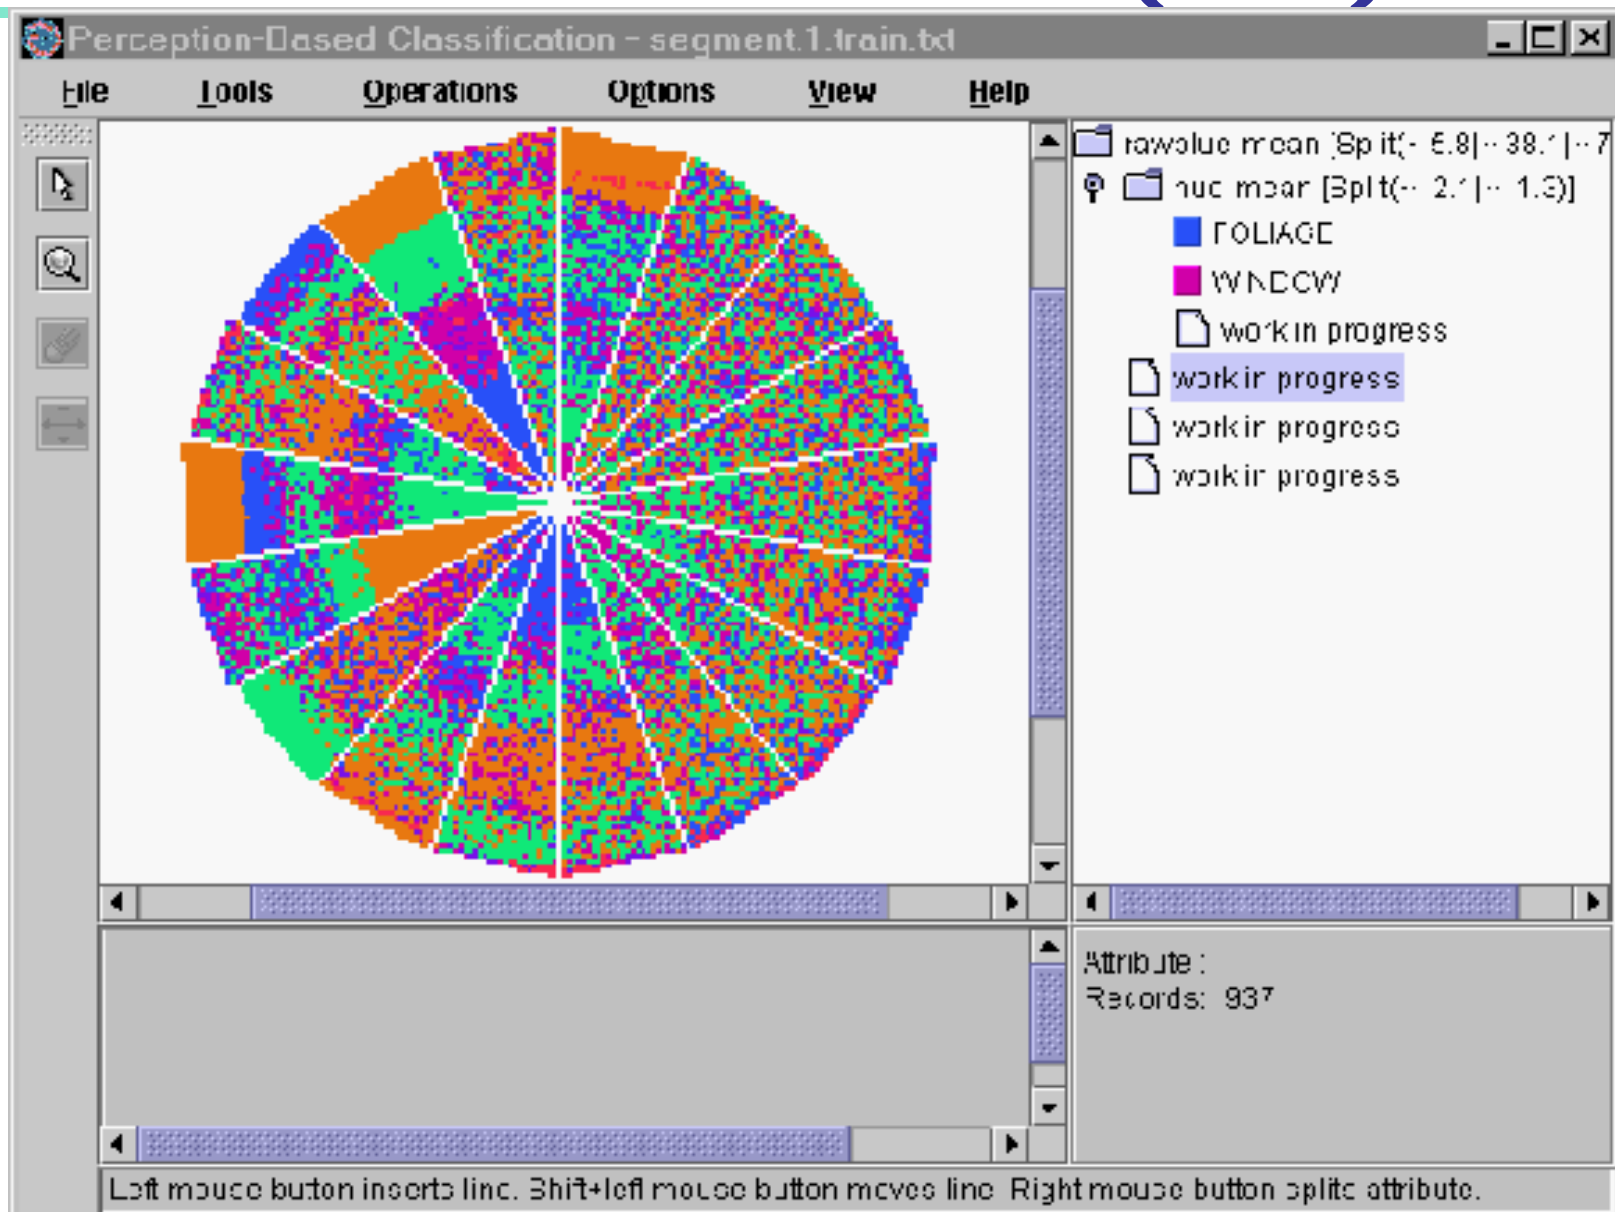 Perception-Based Classification - segment.1.train.txt
File Tools Operations Options View Help
rawblue mean [Split(- 5.8|-- 38.1|--7
hue mean [Split(-- 2.1|-- 1.3)]
FOLIAGE
WINDOW
work in progress
work in progress
work in progress
work in progress
Attribute :
Records: 937
Left mouse button inserts line. Shift+left mouse button moves line. Right mouse button splits attribute.